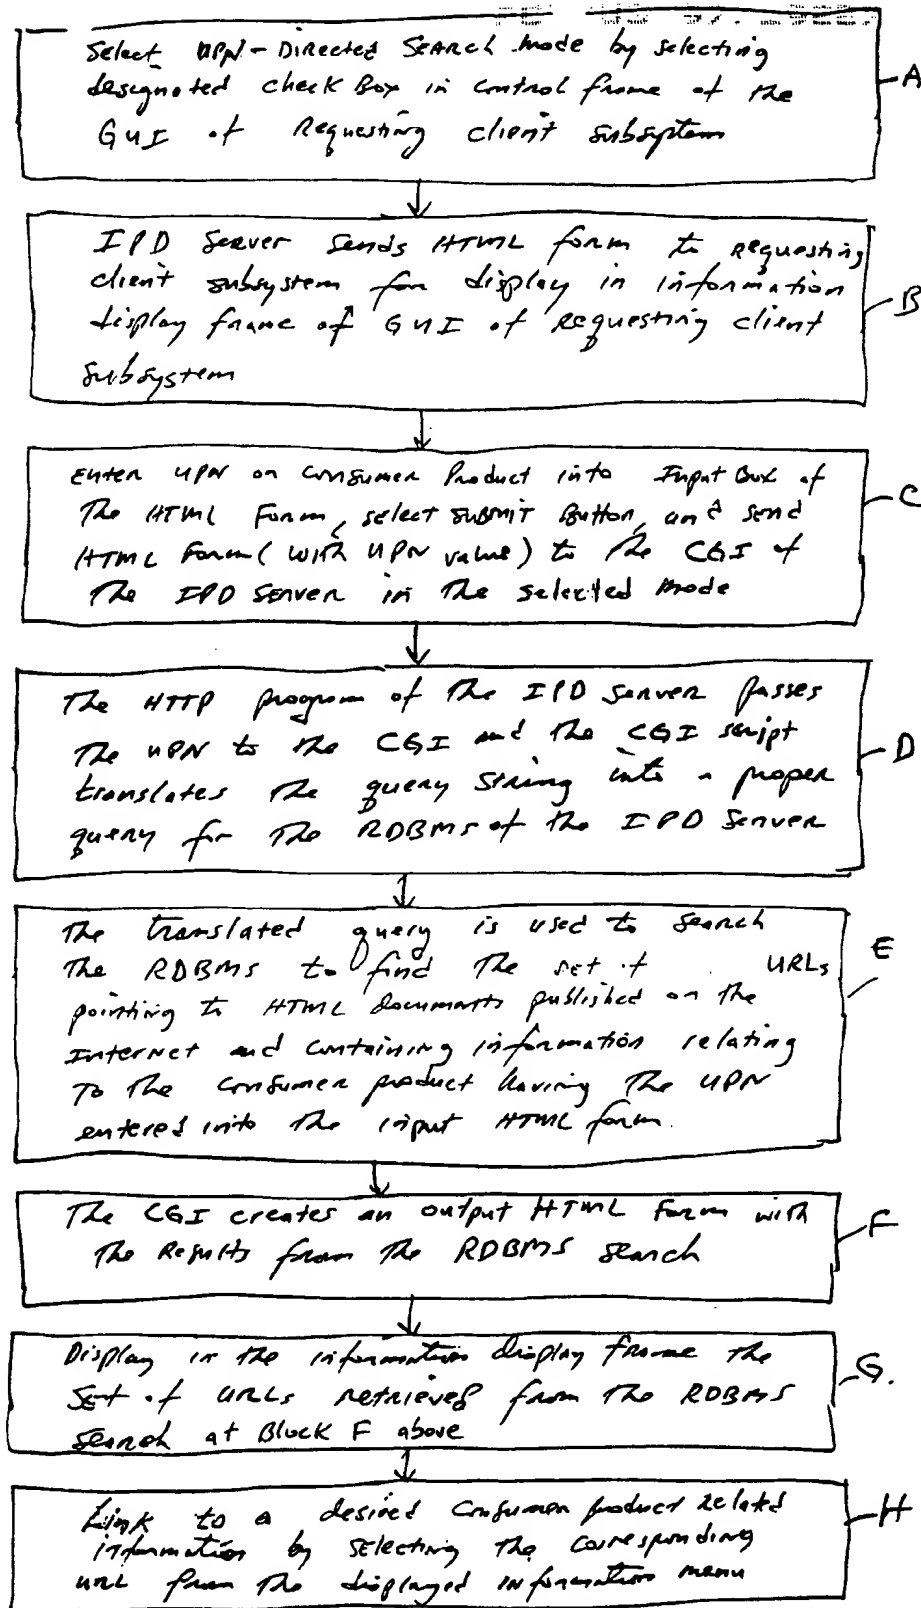 Select UPN-Directed Search mode by selecting
designated check Box in control frame of the
GUI of Requesting client subsystem
A
IPD Server sends HTML form to requesting
client subsystem for display in information
display frame of GUI of requesting client
subsystem
B
Enter UPN on Consumer Product into Input Box of
The HTML Form, select SUBMIT Button, and send
HTML Form (with UPN value) to the CGI of
The IPD Server in the selected mode
C
The HTTP program of the IPD Server passes
The UPN to the CGI and the CGI script
translates the query string into a proper
query for the RDBMS of the IPD Server
D
The translated query is used to search
the RDBMS to find the set of URLs
pointing to HTML documents published on the
Internet and containing information relating
To the consumer product having the UPN
entered into the input HTML form.
E
The CGI creates an output HTML Form with
the Results from the RDBMS search
F
Display in the information display frame the
Set of URLs retrieved from the RDBMS
search at Block F above
G.
Link to a desired Consumer product related
information by selecting the corresponding
URL from the displayed information menu
H